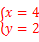 x = 4
y = 2